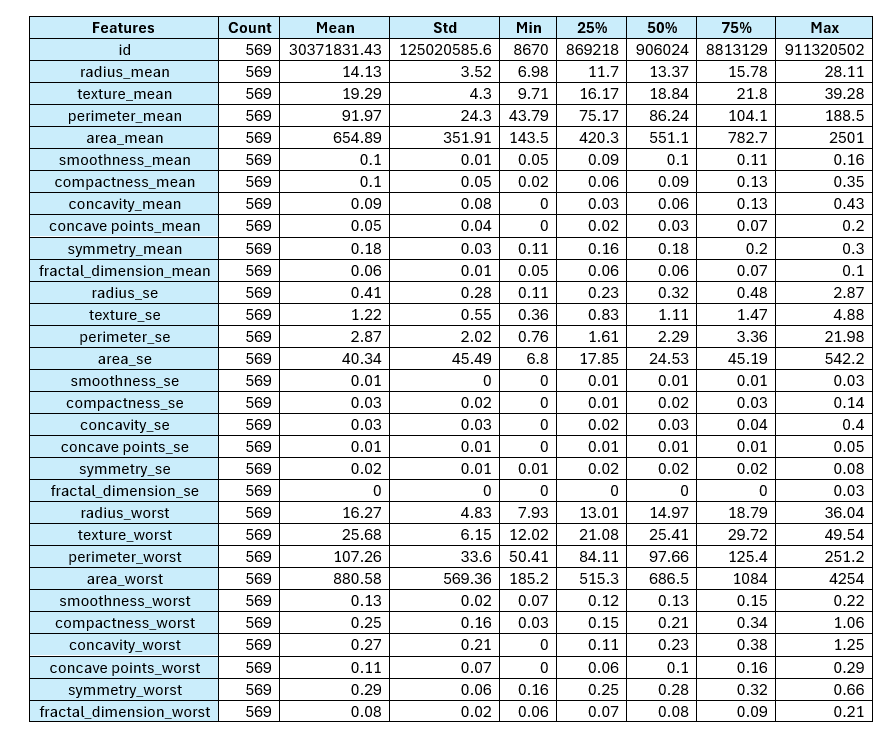 Features Count Mean Std Min 25% 50% 75% Max
id 569 30371831.43 125020585.6 8670 869218 906024 8813129 911320502
radius_mean 569 14.13 3.52 6.98 11.7 13.37 15.78 28.11
texture_mean 569 19.29 4.3 9.71 16.17 18.84 21.8 39.28
perimeter_mean 569 91.97 24.3 43.79 75.17 86.24 104.1 188.5
area_mean 569 654.89 351.91 143.5 420.3 551.1 782.7 2501
smoothness_mean 569 0.1 0.01 0.05 0.09 0.1 0.11 0.16
compactness_mean 569 0.1 0.05 0.02 0.06 0.09 0.13 0.35
concavity_mean 569 0.09 0.08 0 0.03 0.06 0.13 0.43
concave points_mean 569 0.05 0.04 0 0.02 0.03 0.07 0.2
symmetry_mean 569 0.18 0.03 0.11 0.16 0.18 0.2 0.3
fractal_dimension_mean 569 0.06 0.01 0.05 0.06 0.06 0.07 0.1
radius_se 569 0.41 0.28 0.11 0.23 0.32 0.48 2.87
texture_se 569 1.22 0.55 0.36 0.83 1.11 1.47 4.88
perimeter_se 569 2.87 2.02 0.76 1.61 2.29 3.36 21.98
area_se 569 40.34 45.49 6.8 17.85 24.53 45.19 542.2
smoothness_se 569 0.01 0 0 0.01 0.01 0.01 0.03
compactness_se 569 0.03 0.02 0 0.01 0.02 0.03 0.14
concavity_se 569 0.03 0.03 0 0.02 0.03 0.04 0.4
concave points_se 569 0.01 0.01 0 0.01 0.01 0.01 0.05
symmetry_se 569 0.02 0.01 0.01 0.02 0.02 0.02 0.08
fractal_dimension_se 569 0 0 0 0 0 0 0.03
radius_worst 569 16.27 4.83 7.93 13.01 14.97 18.79 36.04
texture_worst 569 25.68 6.15 12.02 21.08 25.41 29.72 49.54
perimeter_worst 569 107.26 33.6 50.41 84.11 97.66 125.4 251.2
area_worst 569 880.58 569.36 185.2 515.3 686.5 1084 4254
smoothness_worst 569 0.13 0.02 0.07 0.12 0.13 0.15 0.22
compactness_worst 569 0.25 0.16 0.03 0.15 0.21 0.34 1.06
concavity_worst 569 0.27 0.21 0 0.11 0.23 0.38 1.25
concave points_worst 569 0.11 0.07 0 0.06 0.1 0.16 0.29
symmetry_worst 569 0.29 0.06 0.16 0.25 0.28 0.32 0.66
fractal_dimension_worst 569 0.08 0.02 0.06 0.07 0.08 0.09 0.21